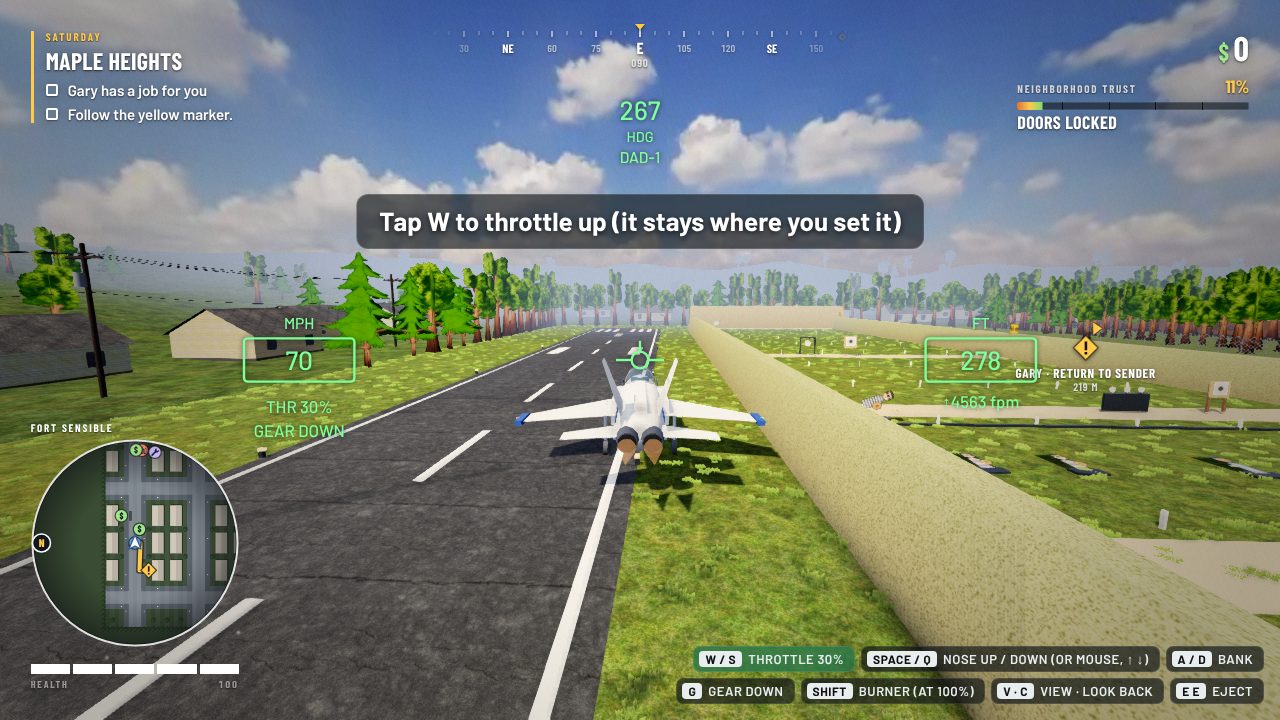 SATURDAY
MAPLE HEIGHTS
Gary has a job for you
Follow the yellow marker.
30 NE 60 75 E 105 120 SE 150
090
267
HDG
DAD-1
$0
NEIGHBORHOOD TRUST 11%
DOORS LOCKED
Tap W to throttle up (it stays where you set it)
MPH
70
THR 30%
GEAR DOWN
FT
278
↑4563 fpm
GARY · RETURN TO SENDER
219 M
FORT SENSIBLE
$ $ $
N
HEALTH 100
W / S THROTTLE 30% SPACE / Q NOSE UP / DOWN (OR MOUSE, ↑ ↓) A / D BANK
G GEAR DOWN SHIFT BURNER (AT 100%) V · C VIEW · LOOK BACK E E EJECT